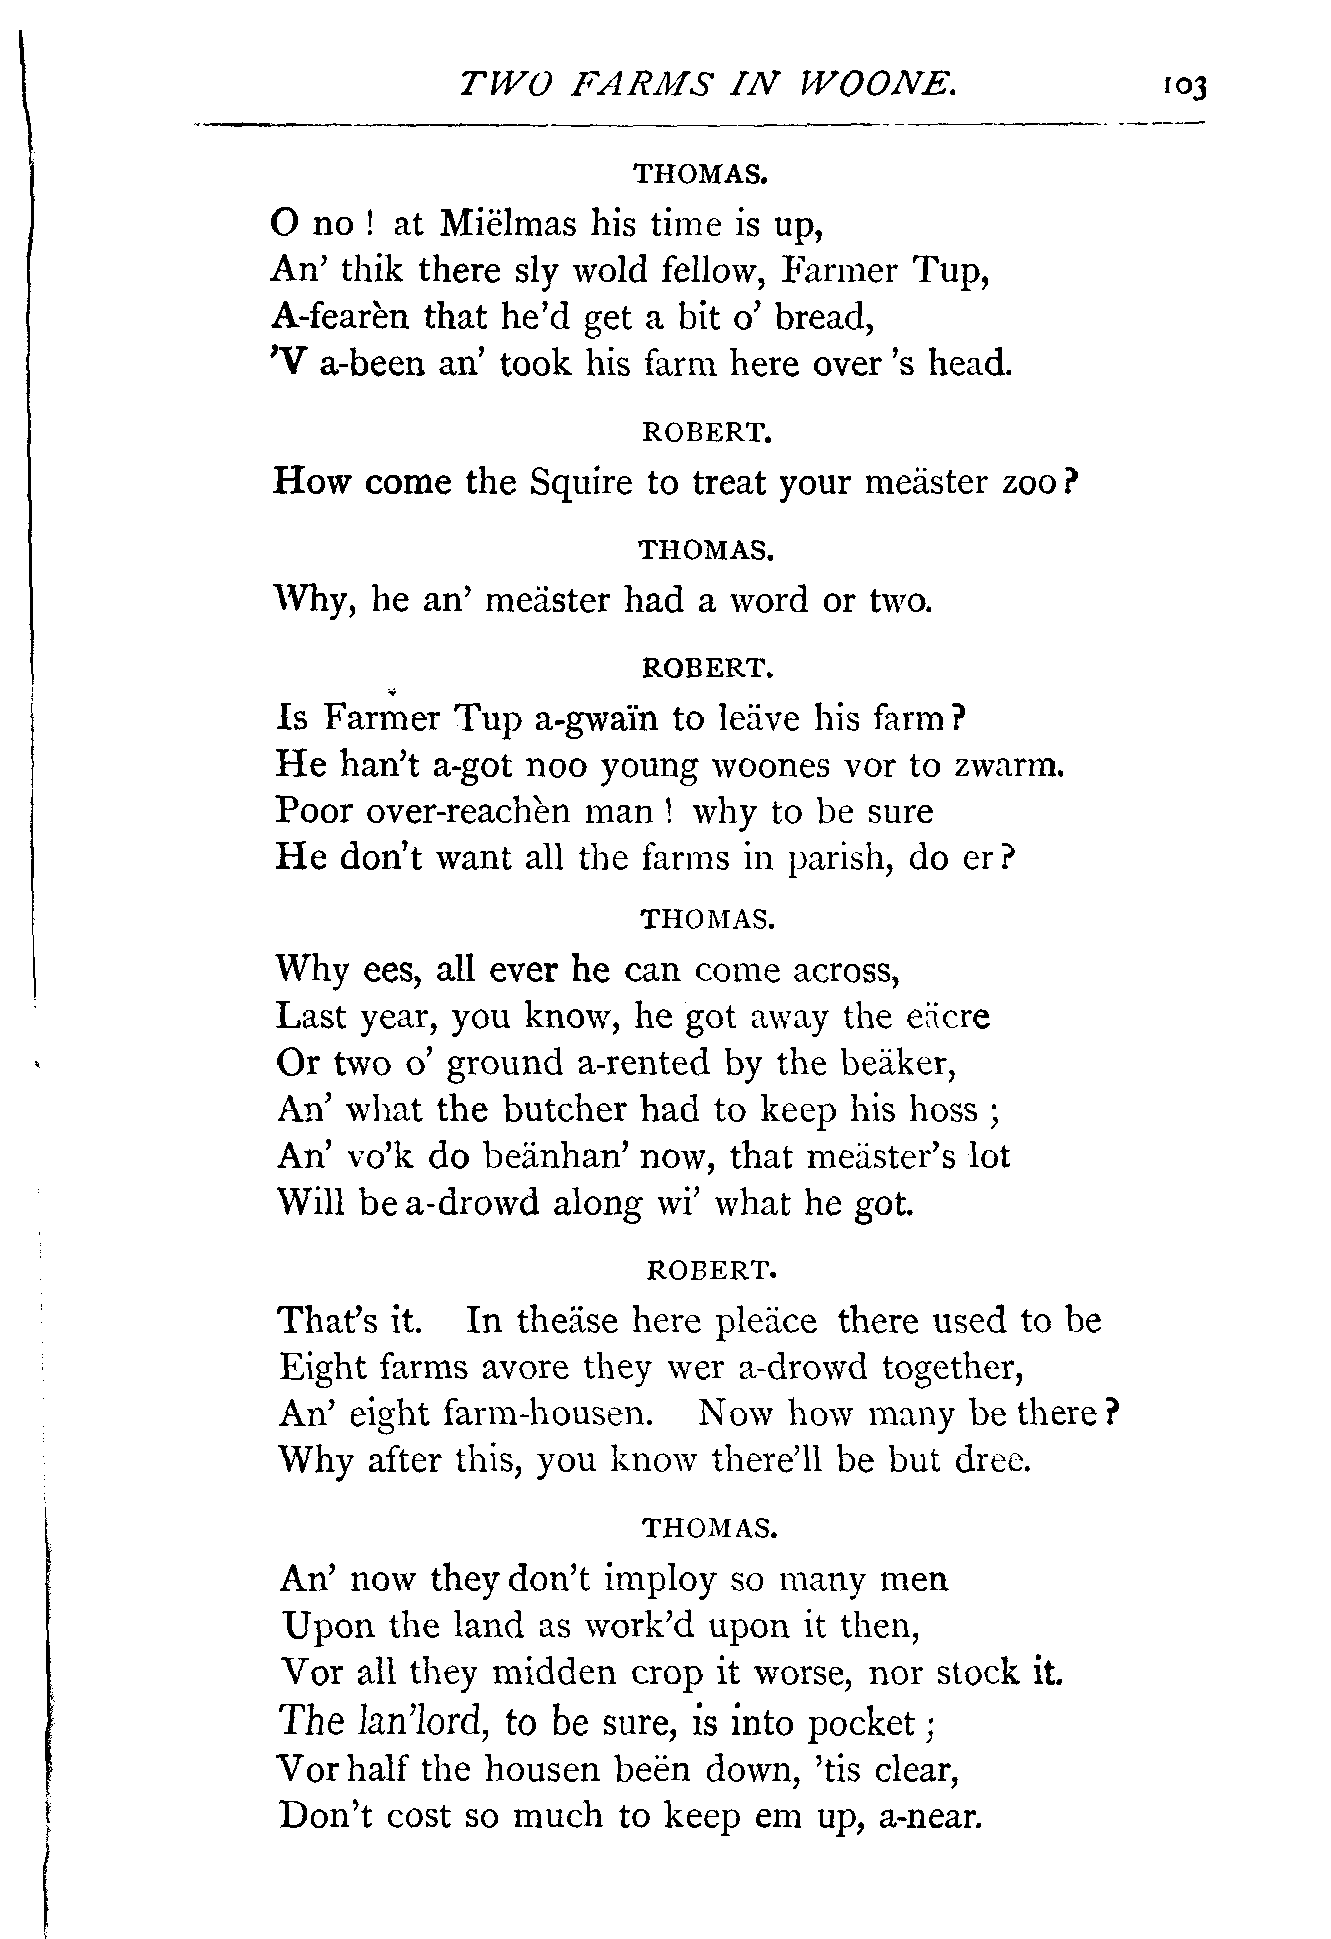 TWO FARMS IN WOONE. 103
THOMAS.
O no ! at Miëlmas his time is up,
An' thik there sly wold fellow, Farmer Tup,
A-fearèn that he'd get a bit o' bread,
'V a-been an' took his farm here over 's head.
ROBERT.
How come the Squire to treat your meäster zoo ?
THOMAS.
Why, he an' meäster had a word or two.
ROBERT.
Is Farmer Tup a-gwaïn to leäve his farm ?
He han't a-got noo young woones vor to zwarm.
Poor over-reachèn man ! why to be sure
He don't want all the farms in parish, do er ?
THOMAS.
Why ees, all ever he can come across,
Last year, you know, he got away the eäcre
Or two o' ground a-rented by the beäker,
An' what the butcher had to keep his hoss ;
An' vo'k do beänhan' now, that meäster's lot
Will be a-drowd along wi' what he got.
ROBERT.
That's it. In theäse here pleäce there used to be
Eight farms avore they wer a-drowd together,
An' eight farm-housen. Now how many be there ?
Why after this, you know there'll be but dree.
THOMAS.
An' now they don't imploy so many men
Upon the land as work'd upon it then,
Vor all they midden crop it worse, nor stock it.
The lan'lord, to be sure, is into pocket ;
Vor half the housen beën down, 'tis clear,
Don't cost so much to keep em up, a-near.